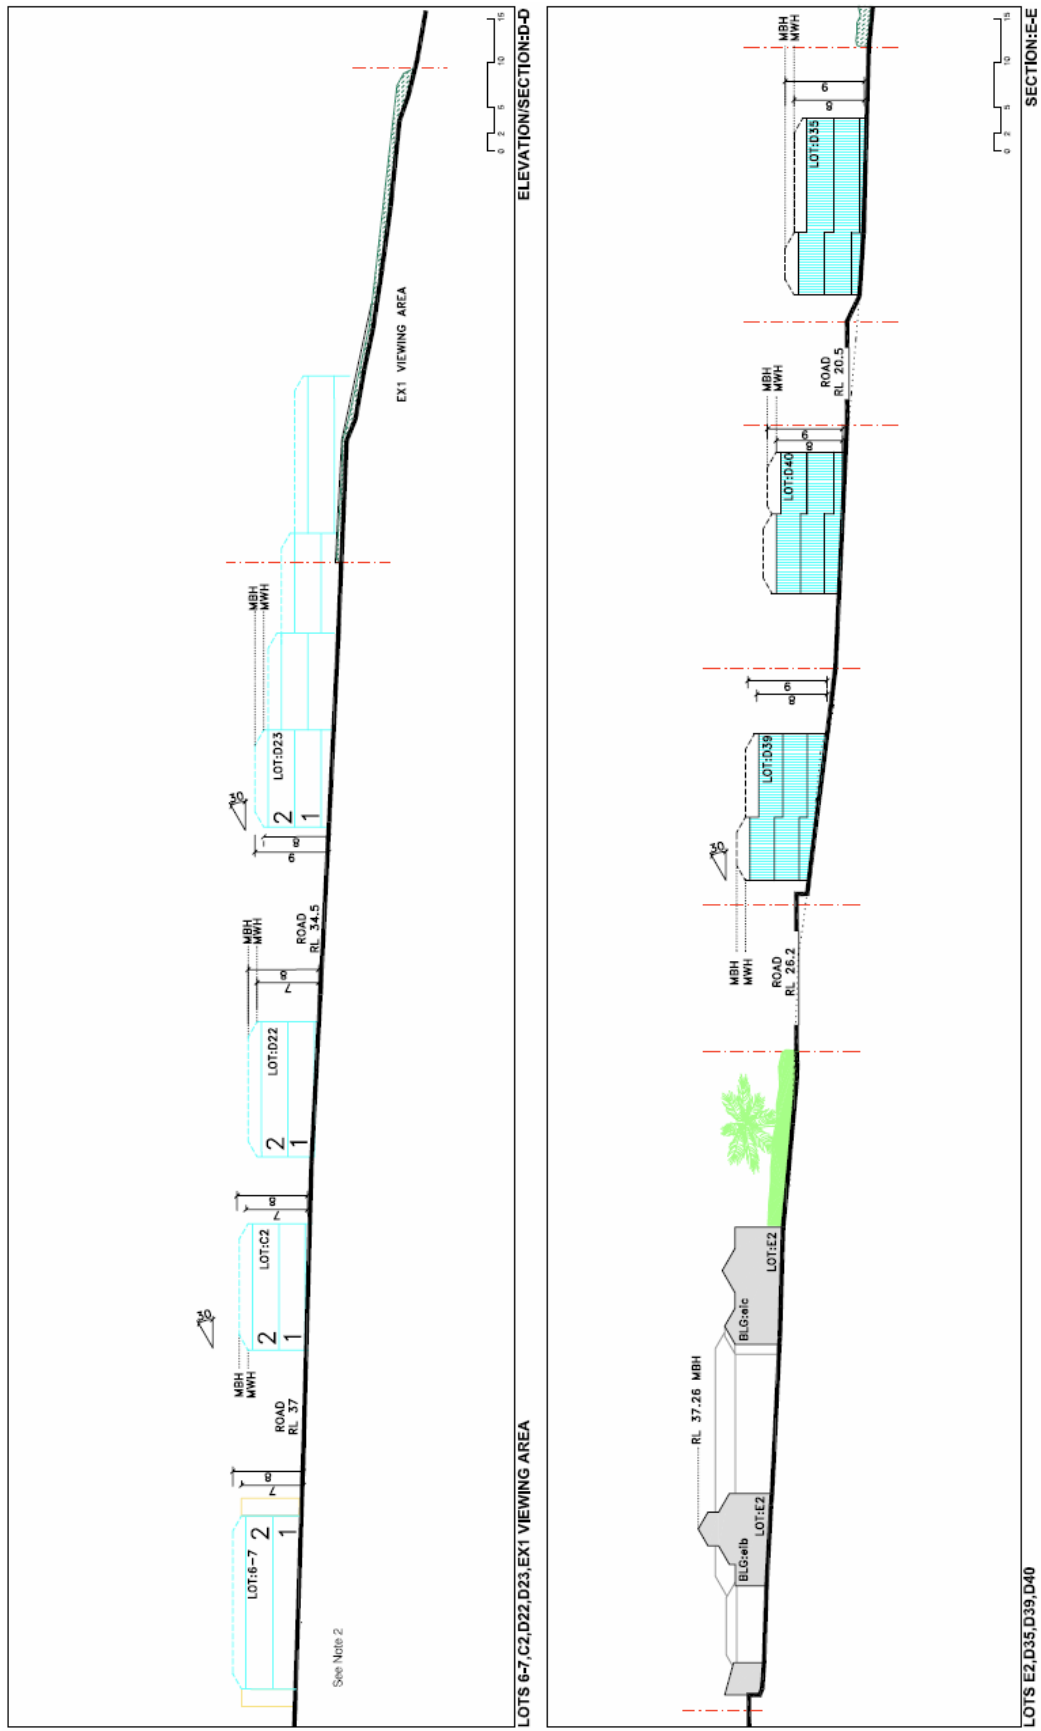 LOTS 6-7,C2,D22,D23,EX1 VIEWING AREA
ELEVATION/SECTION:D-D
0 2 5 10 15
See Note 2
LOT:6-7
2
1
7
8
ROAD
RL 37
MBH
MWH
30
LOT:C2
2
1
7
8
LOT:D22
2
1
7
8
MBH
MWH
ROAD
RL 34.5
9
8
30
LOT:D23
2
1
MBH
MWH
EX1 VIEWING AREA
LOTS E2,D35,D39,D40
SECTION:E-E
0 2 5 10 15
BLG:eib
LOT:E2
RL 37.26 MBH
BLG:eic
LOT:E2
ROAD
RL 26.2
MBH
MWH
30
LOT:D39
8
9
LOT:D40
8
9
MBH
MWH
ROAD
RL 20.5
LOT:D35
8
9
MBH
MWH